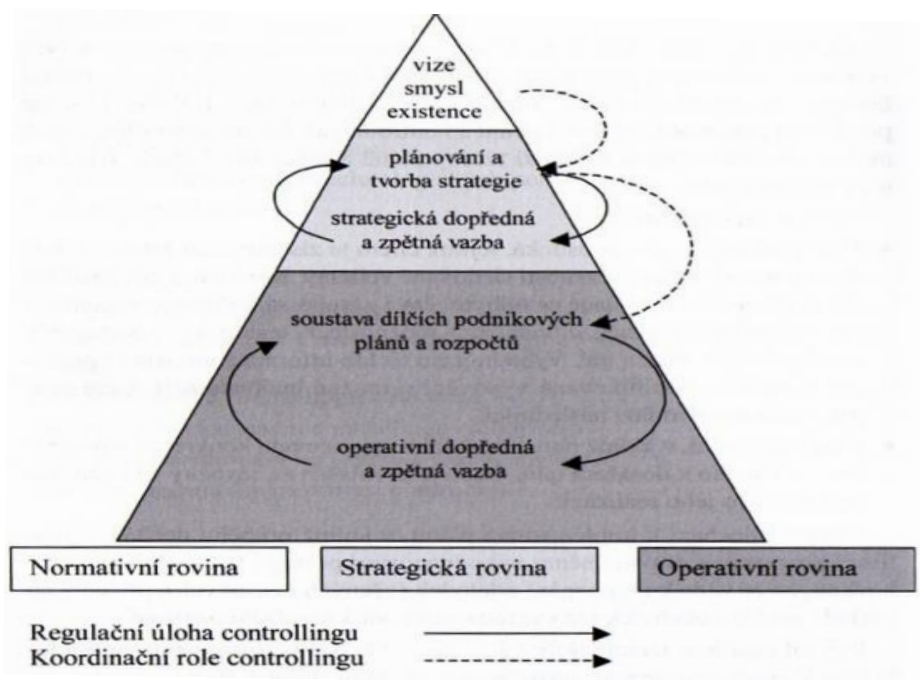 vize
smysl
existence
plánování a
tvorba strategie
strategická dopředná
a zpětná vazba
soustava dílčích podnikových
plánů a rozpočtů
operativní dopředná
a zpětná vazba
Normativní rovina
Strategická rovina
Operativní rovina
Regulační úloha controllingu
Koordinační role controllingu